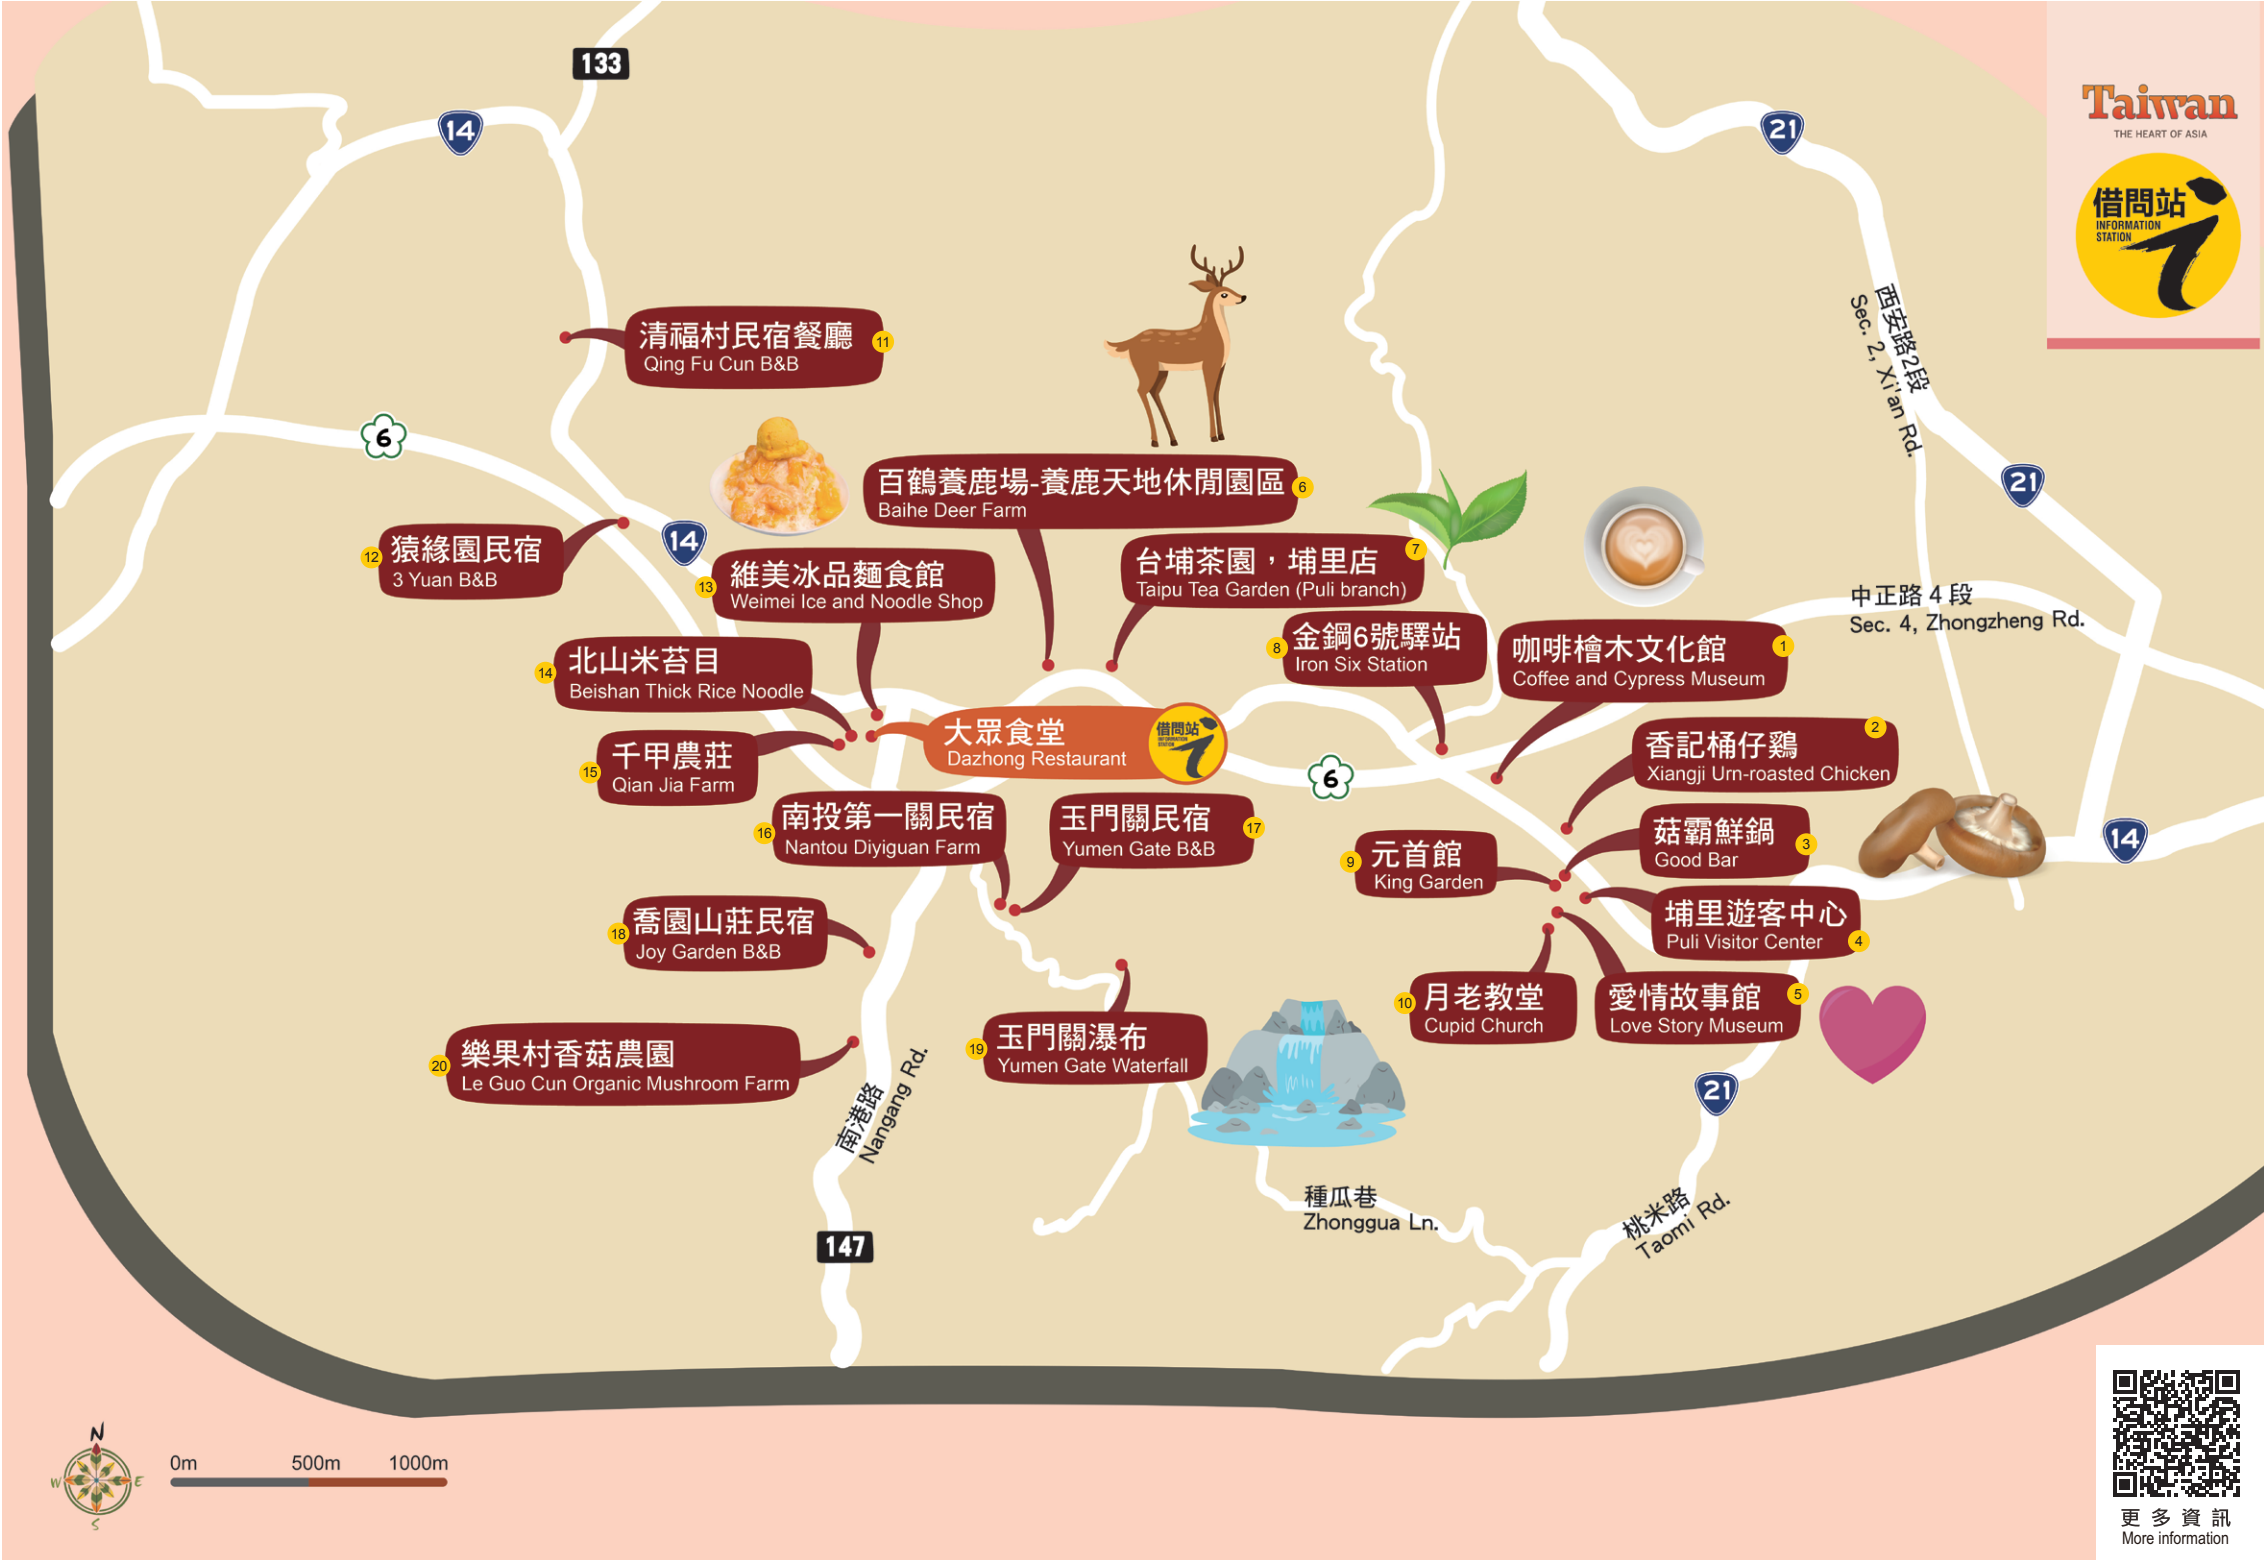 133
14
21
Taiwan
THE HEART OF ASIA
借問站
INFORMATION
STATION
西安路2段
Sec. 2, Xi'an Rd.
清福村民宿餐廳
Qing Fu Cun B&B
11
6
21
百鶴養鹿場-養鹿天地休閒園區
Baihe Deer Farm
6
12
猿緣園民宿
3 Yuan B&B
14
13
維美冰品麵食館
Weimei Ice and Noodle Shop
台埔茶園，埔里店
Taipu Tea Garden (Puli branch)
7
中正路 4 段
Sec. 4, Zhongzheng Rd.
8
金鋼6號驛站
Iron Six Station
咖啡檜木文化館
Coffee and Cypress Museum
1
14
北山米苔目
Beishan Thick Rice Noodle
大眾食堂
Dazhong Restaurant
借問站
INFORMATION
STATION
香記桶仔鷄
Xiangji Urn-roasted Chicken
2
15
千甲農莊
Qian Jia Farm
6
16
南投第一關民宿
Nantou Diyiguan Farm
玉門關民宿
Yumen Gate B&B
17
菇霸鮮鍋
Good Bar
3
14
9
元首館
King Garden
埔里遊客中心
Puli Visitor Center
4
18
喬園山莊民宿
Joy Garden B&B
10
月老教堂
Cupid Church
愛情故事館
Love Story Museum
5
20
樂果村香菇農園
Le Guo Cun Organic Mushroom Farm
19
玉門關瀑布
Yumen Gate Waterfall
21
南港路
Nangang Rd.
種瓜巷
Zhonggua Ln.
桃米路
Taomi Rd.
147
N
W
E
S
0m
500m
1000m
更多資訊
More information